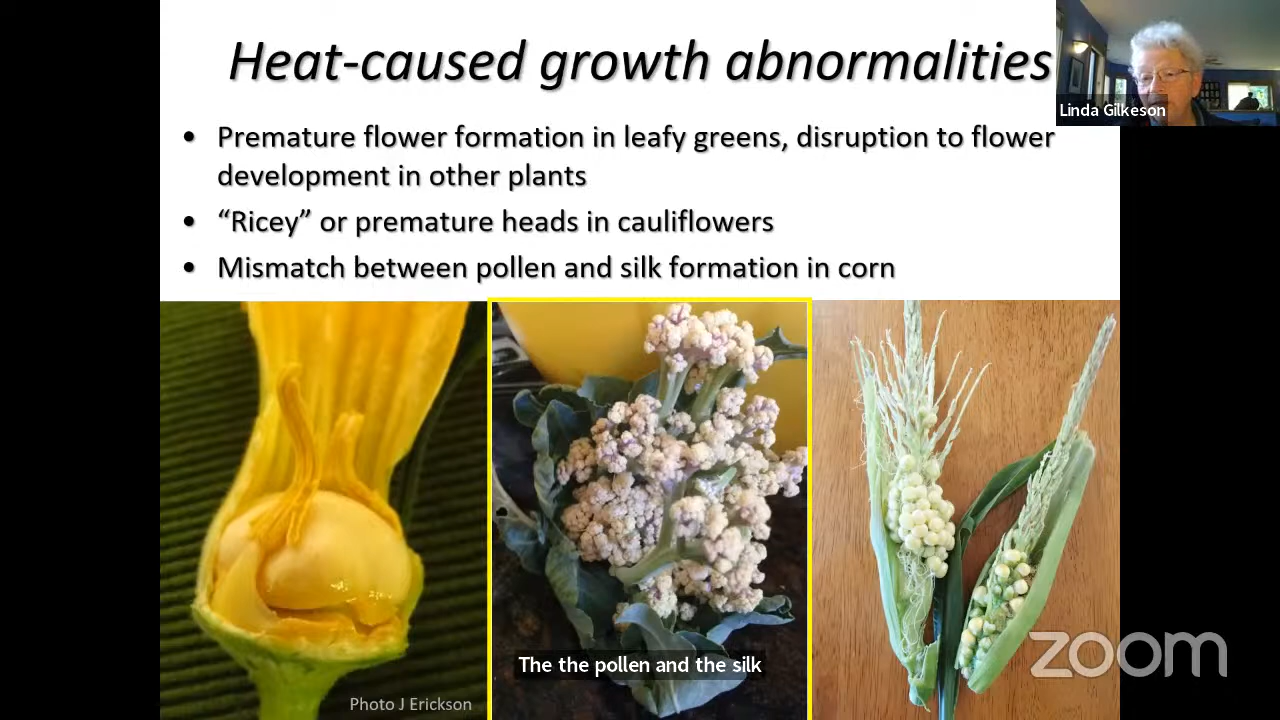 Heat-caused growth abnormalities
Linda Gilkeson
• Premature flower formation in leafy greens, disruption to flower
development in other plants
• “Ricey” or premature heads in cauliflowers
• Mismatch between pollen and silk formation in corn
The the pollen and the silk
Photo J Erickson
zoom